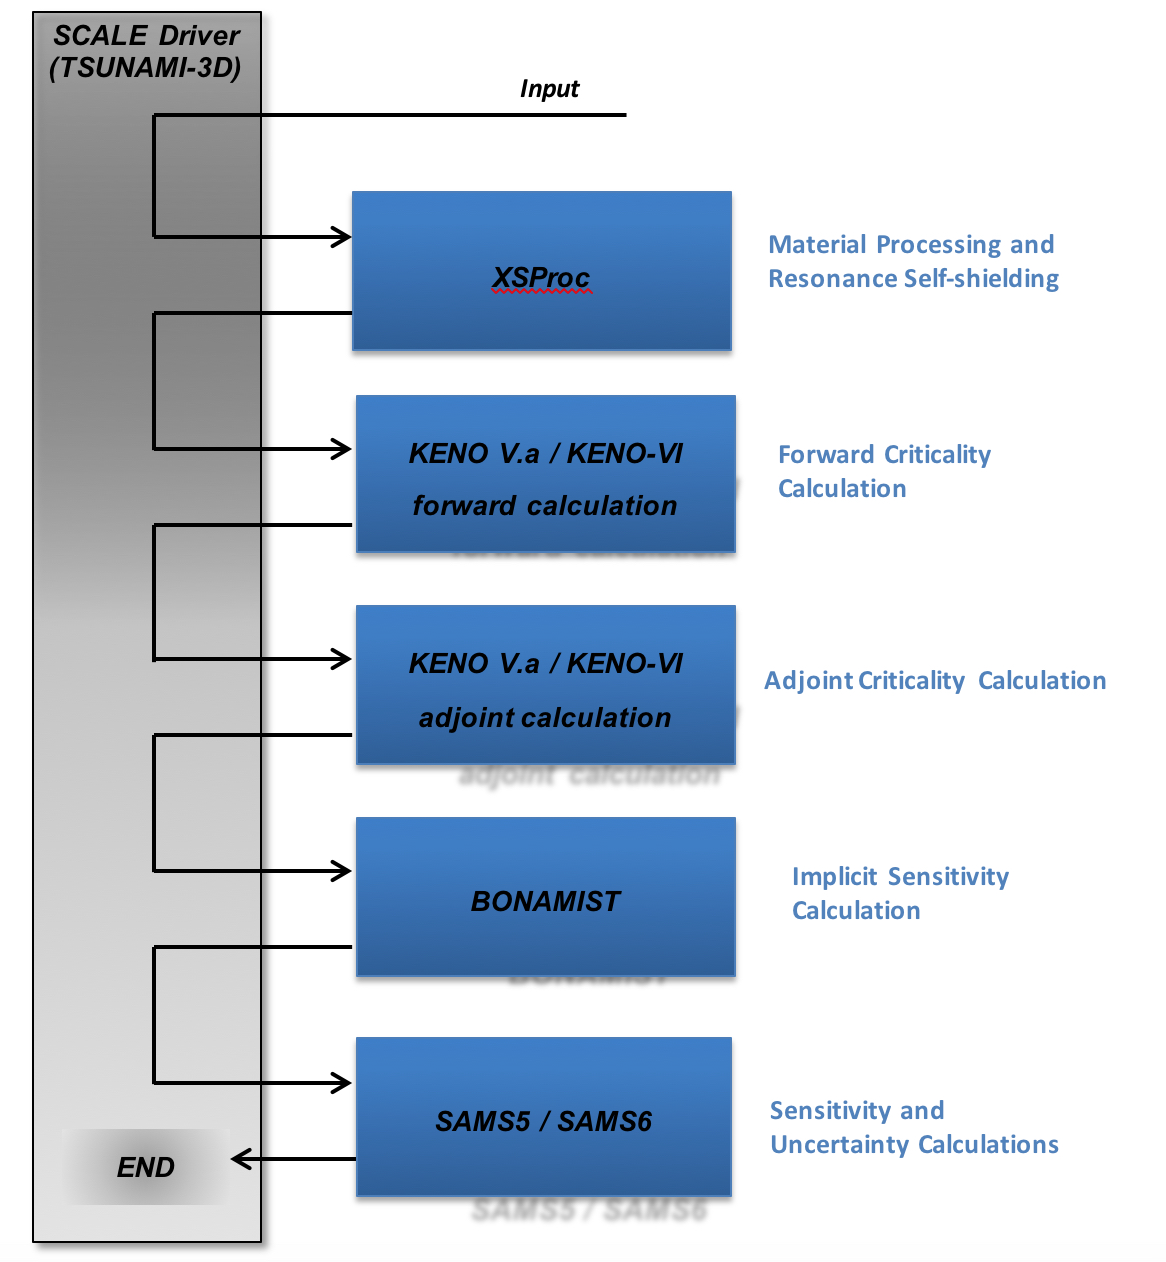 SCALE Driver
(TSUNAMI-3D)
Input
XSProc
Material Processing and
Resonance Self-shielding
KENO V.a / KENO-VI
forward calculation
Forward Criticality
Calculation
KENO V.a / KENO-VI
adjoint calculation
Adjoint Criticality Calculation
BONAMIST
Implicit Sensitivity
Calculation
SAMS5 / SAMS6
Sensitivity and
Uncertainty Calculations
END